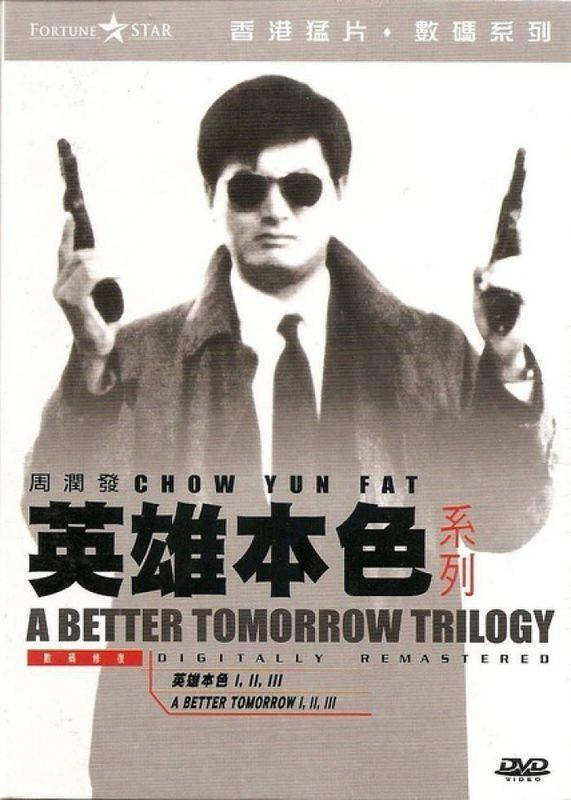 FORTUNE STAR 香港猛片·數碼系列
周潤發 CHOW YUN FAT
英雄本色系列
A BETTER TOMORROW TRILOGY
數碼修復 DIGITALLY REMASTERED
英雄本色 I, II, III
A BETTER TOMORROW I, II, III
DVD
VIDEO